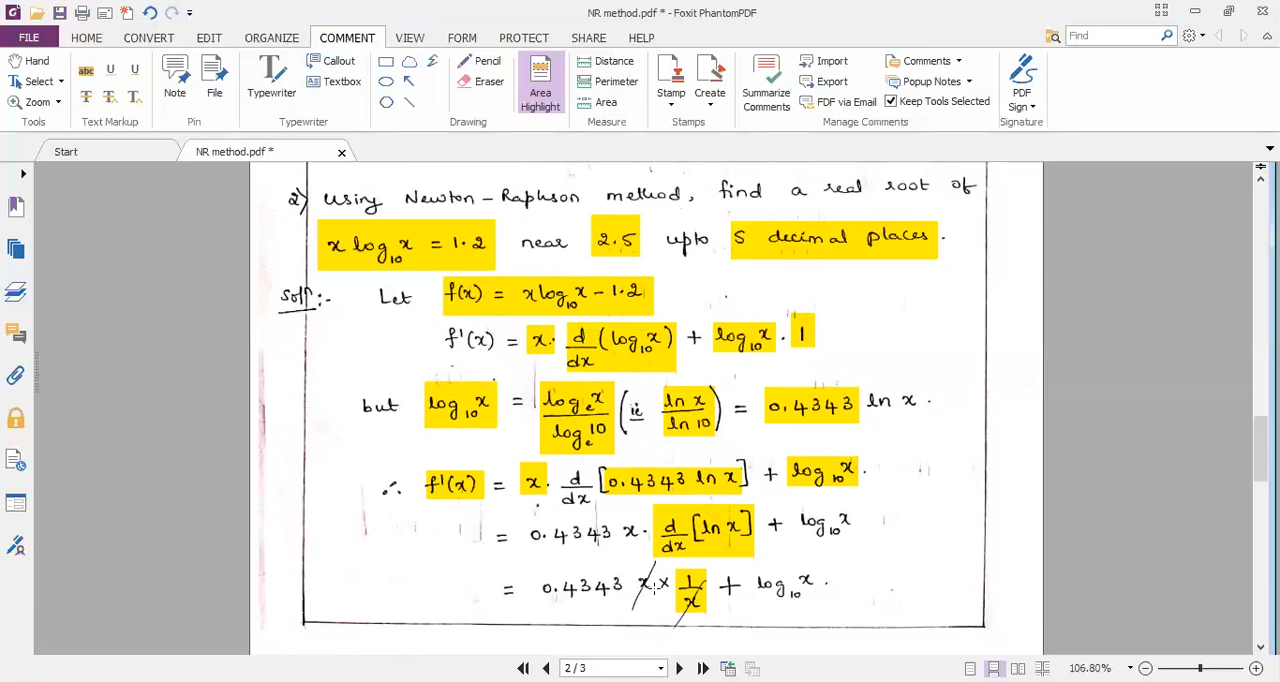 NR method.pdf * - Foxit PhantomPDF
FILE HOME CONVERT EDIT ORGANIZE COMMENT VIEW FORM PROTECT SHARE HELP Find
Hand
Select
Zoom
Tools
abc U U
T T T
Text Markup
Note File
Pin
Typewriter
Callout
Textbox
Typewriter
Pencil
Eraser
Drawing
Area Highlight
Distance
Perimeter
Area
Measure
Stamp Create
Stamps
Summarize Comments
Import
Export
FDF via Email
Comments
Popup Notes
Keep Tools Selected
Manage Comments
PDF Sign
Signature
Start NR method.pdf *
2) Using Newton-Raphson method, find a real root of
x log₁₀ x = 1.2 near 2.5 upto 5 decimal places.
Solⁿ:- Let f(x) = x log₁₀ x - 1.2
f'(x) = x. d/dx (log₁₀ x) + log₁₀ x . 1
but log₁₀ x = logₑ x / logₑ 10 (ie ln x / ln 10) = 0.4343 ln x.
∴ f'(x) = x. d/dx [0.4343 ln x] + log₁₀ x.
= 0.4343 x. d/dx [ln x] + log₁₀ x
= 0.4343 x × 1/x + log₁₀ x.
2 / 3 106.80%